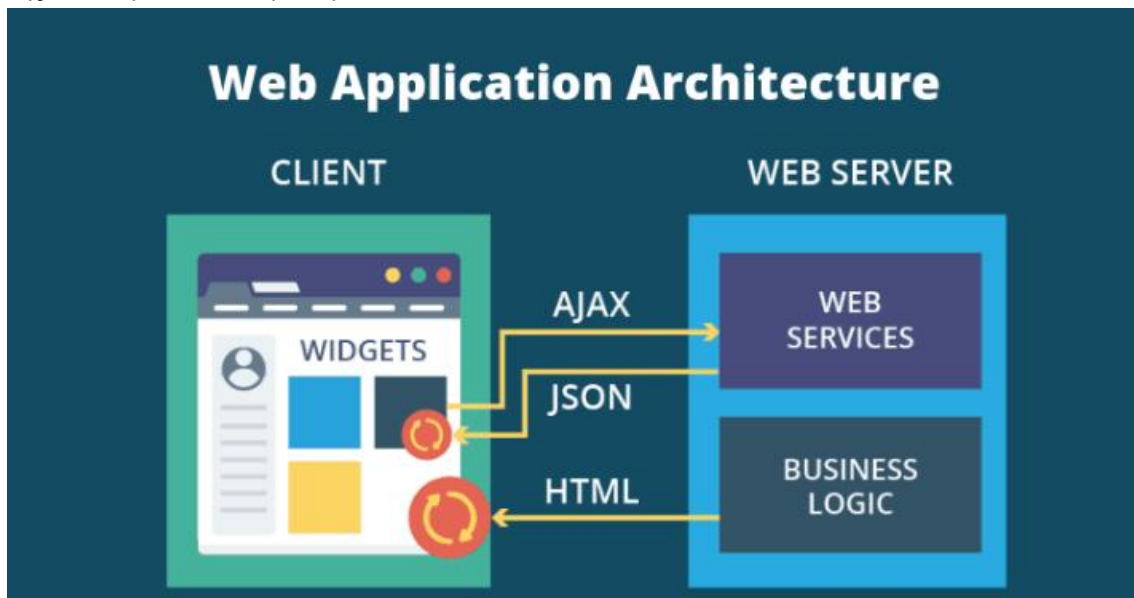 Web Application Architecture
CLIENT
WEB SERVER
WIDGETS
AJAX
JSON
HTML
WEB
SERVICES
BUSINESS
LOGIC